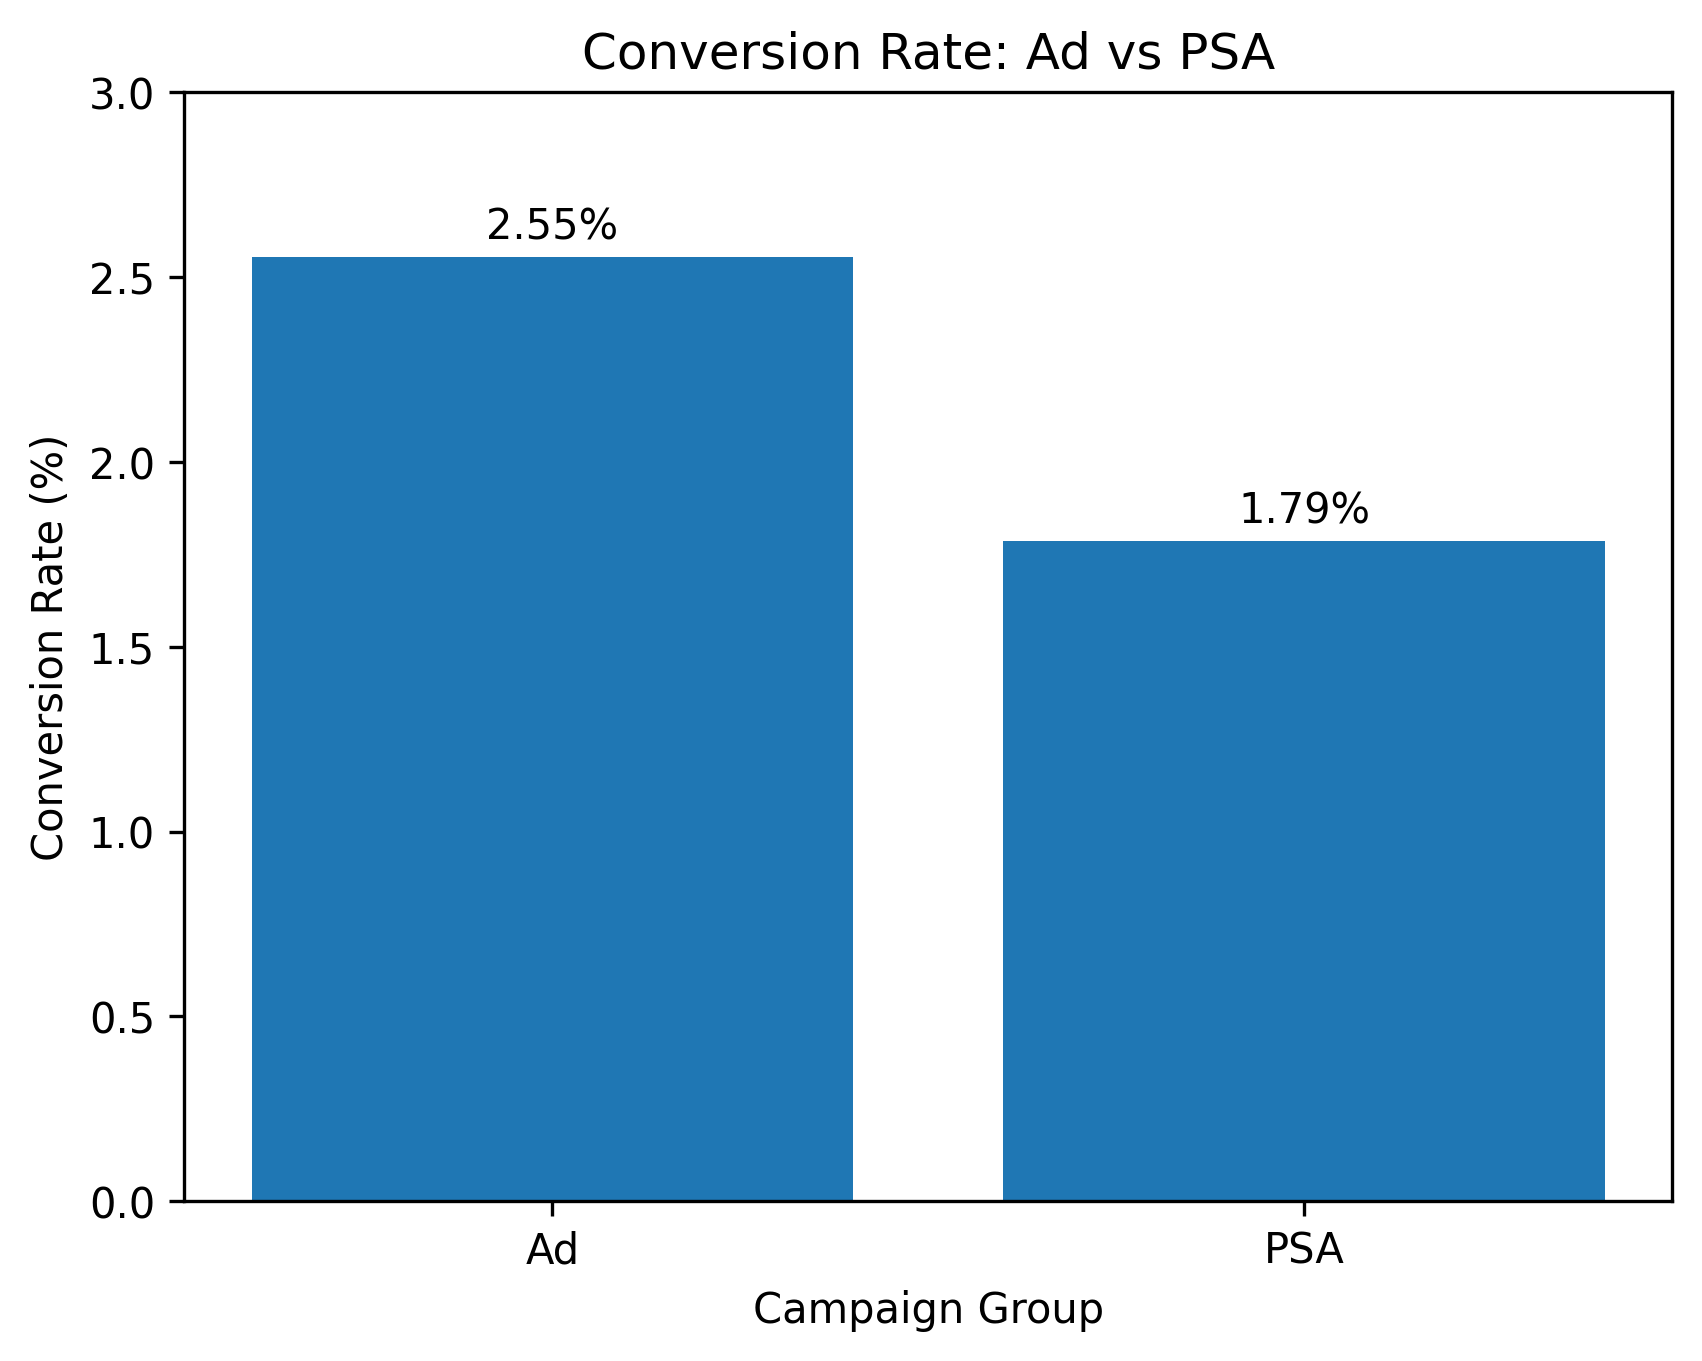 Conversion Rate: Ad vs PSA
3.0
2.5
2.0
1.5
1.0
0.5
0.0
Conversion Rate (%)
2.55%
1.79%
Ad
PSA
Campaign Group